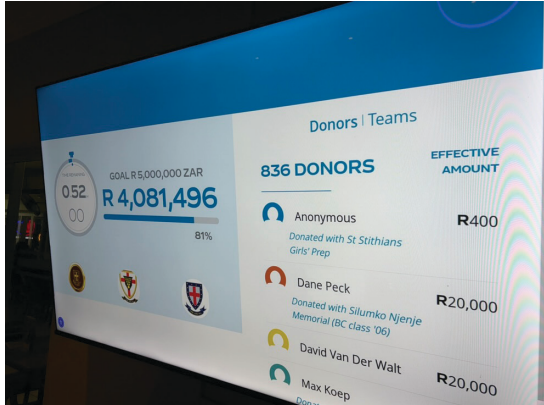 Donors | Teams
TIME REMAINING
0:52
00
GOAL R 5,000,000 ZAR
R 4,081,496
81%
836 DONORS
EFFECTIVE
AMOUNT
Anonymous
R400
Donated with St Stithians
Girls' Prep
Dane Peck
R20,000
Donated with Silumko Njenje
Memorial (BC class '06)
David Van Der Walt
R20,000
Max Koep